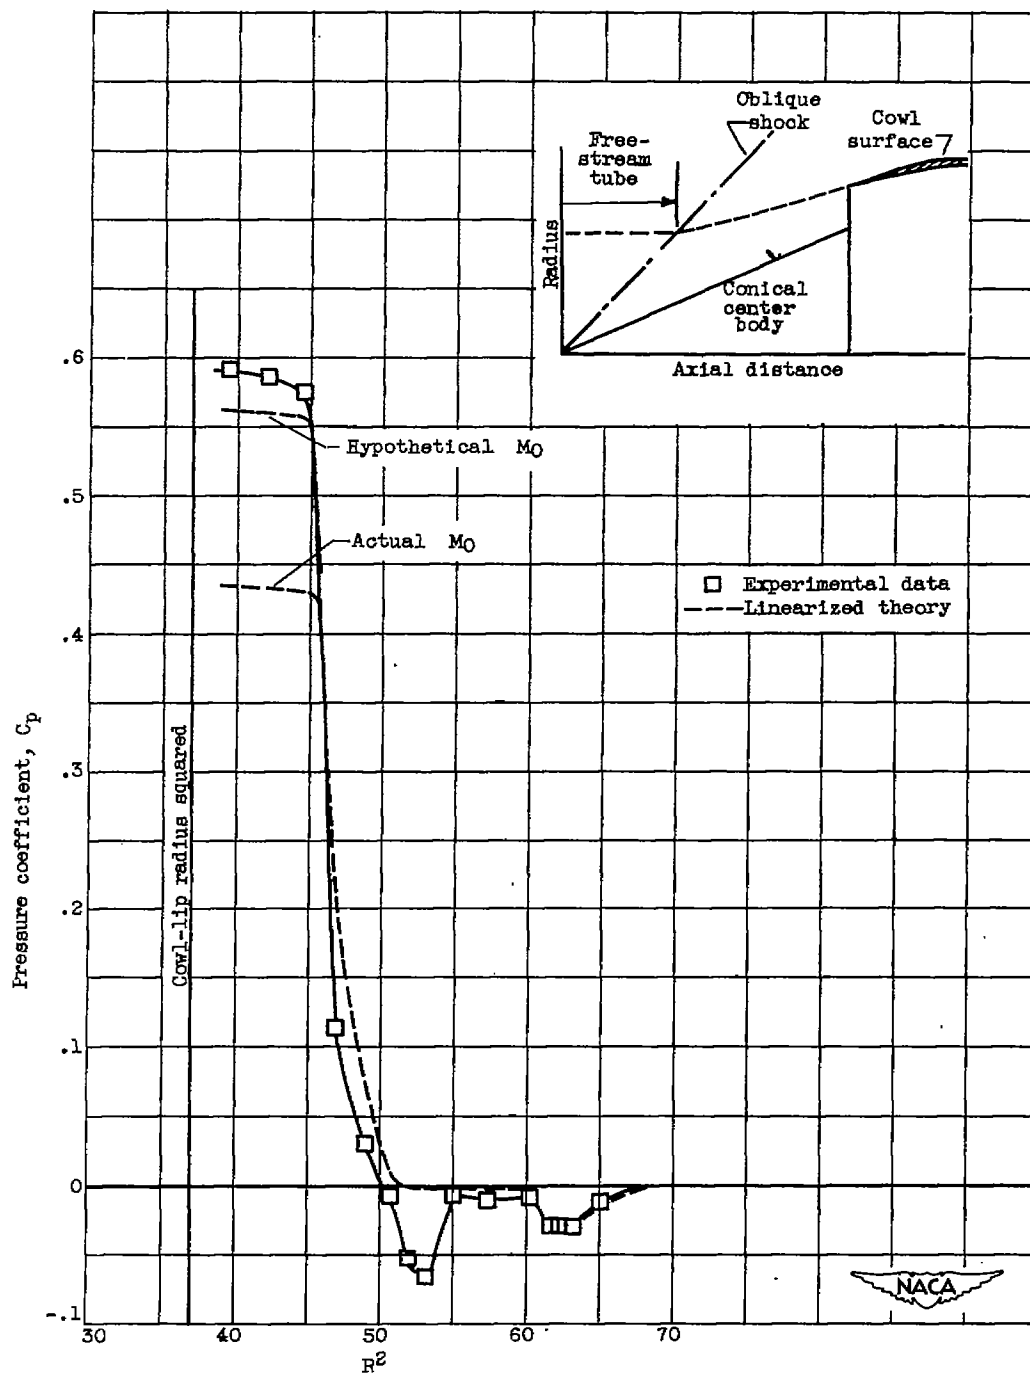 Oblique
shock
Cowl
surface
Free-
stream
tube
Radius
Conical
center
body
Axial distance
.6
Hypothetical M0
.5
Actual M0
Experimental data
Linearized theory
.4
Pressure coefficient, Cp
.3
Cowl-lip radius squared
.2
.1
0
-.1
NACA
30 40 50 60 70
R2